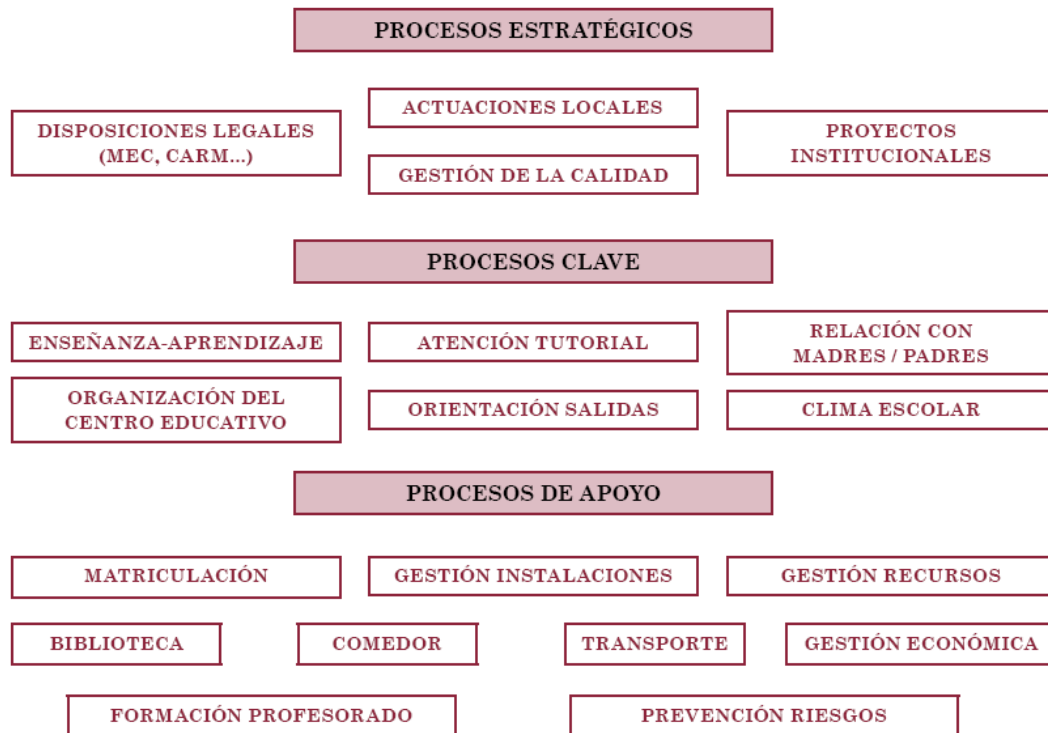 PROCESOS ESTRATÉGICOS
DISPOSICIONES LEGALES
(MEC, CARM...)
ACTUACIONES LOCALES
GESTIÓN DE LA CALIDAD
PROYECTOS
INSTITUCIONALES
PROCESOS CLAVE
ENSEÑANZA-APRENDIZAJE
ATENCIÓN TUTORIAL
RELACIÓN CON
MADRES / PADRES
ORGANIZACIÓN DEL
CENTRO EDUCATIVO
ORIENTACIÓN SALIDAS
CLIMA ESCOLAR
PROCESOS DE APOYO
MATRICULACIÓN
GESTIÓN INSTALACIONES
GESTIÓN RECURSOS
BIBLIOTECA
COMEDOR
TRANSPORTE
GESTIÓN ECONÓMICA
FORMACIÓN PROFESORADO
PREVENCIÓN RIESGOS